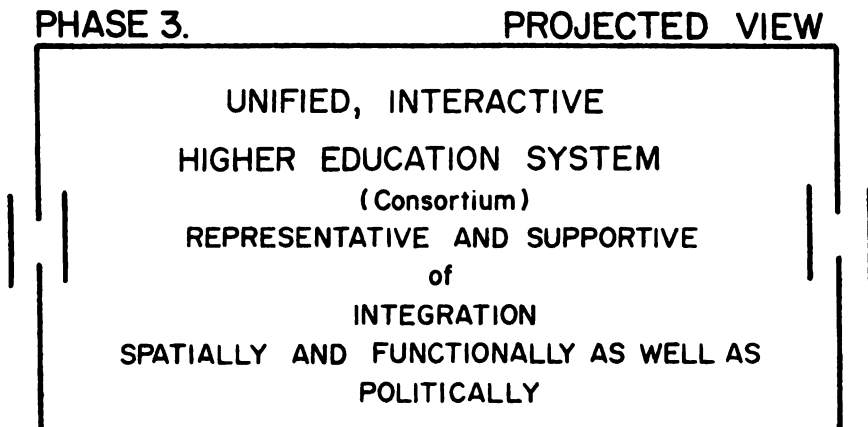 PHASE 3. PROJECTED VIEW
UNIFIED, INTERACTIVE
HIGHER EDUCATION SYSTEM
(Consortium)
REPRESENTATIVE AND SUPPORTIVE
of
INTEGRATION
SPATIALLY AND FUNCTIONALLY AS WELL AS
POLITICALLY